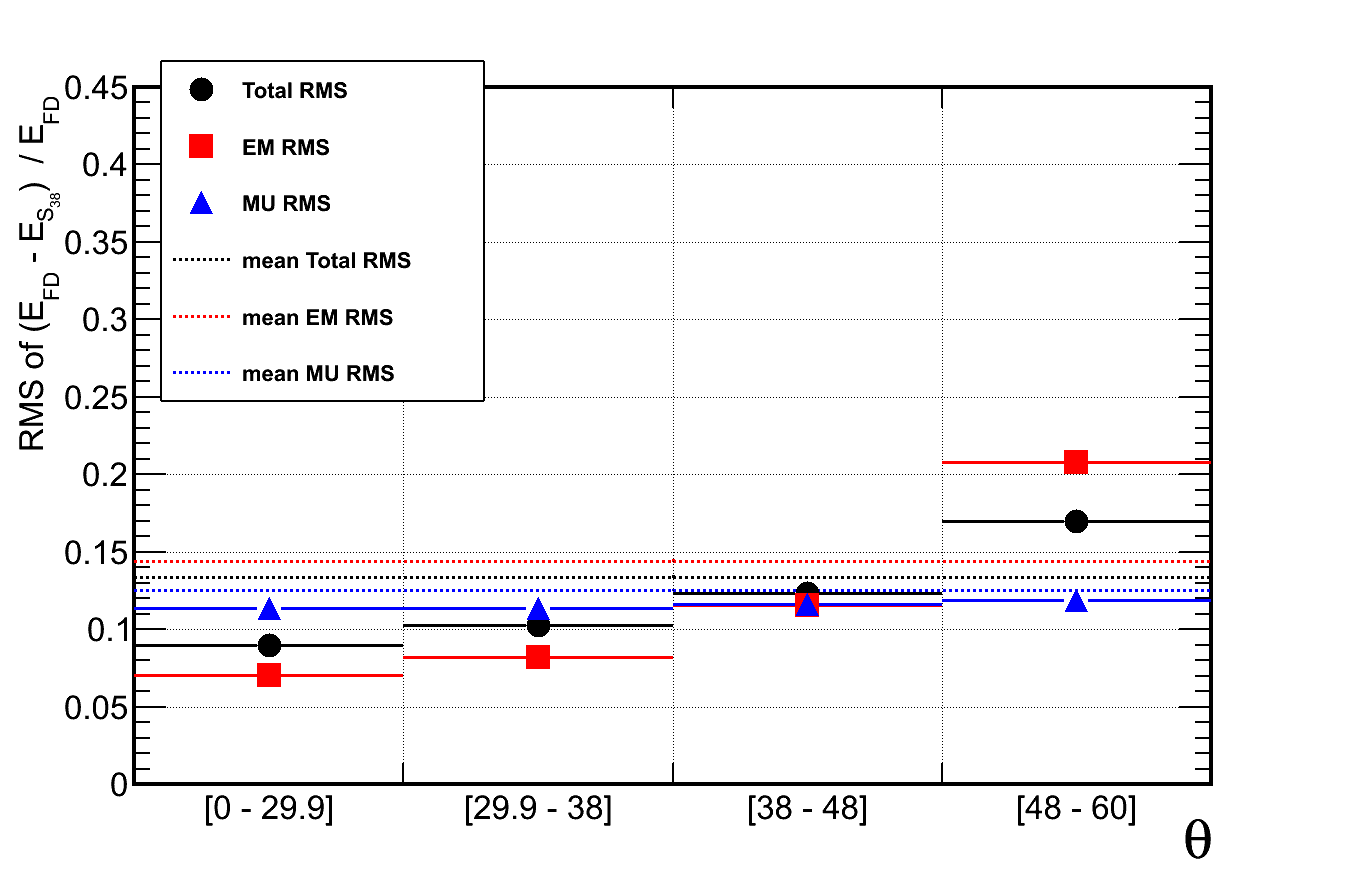 RMS of (E_FD - E_S38) / E_FD
0.45
0.4
0.35
0.3
0.25
0.2
0.15
0.1
0.05
0
Total RMS
EM RMS
MU RMS
mean Total RMS
mean EM RMS
mean MU RMS
[0 - 29.9] [29.9 - 38] [38 - 48] [48 - 60]
θ